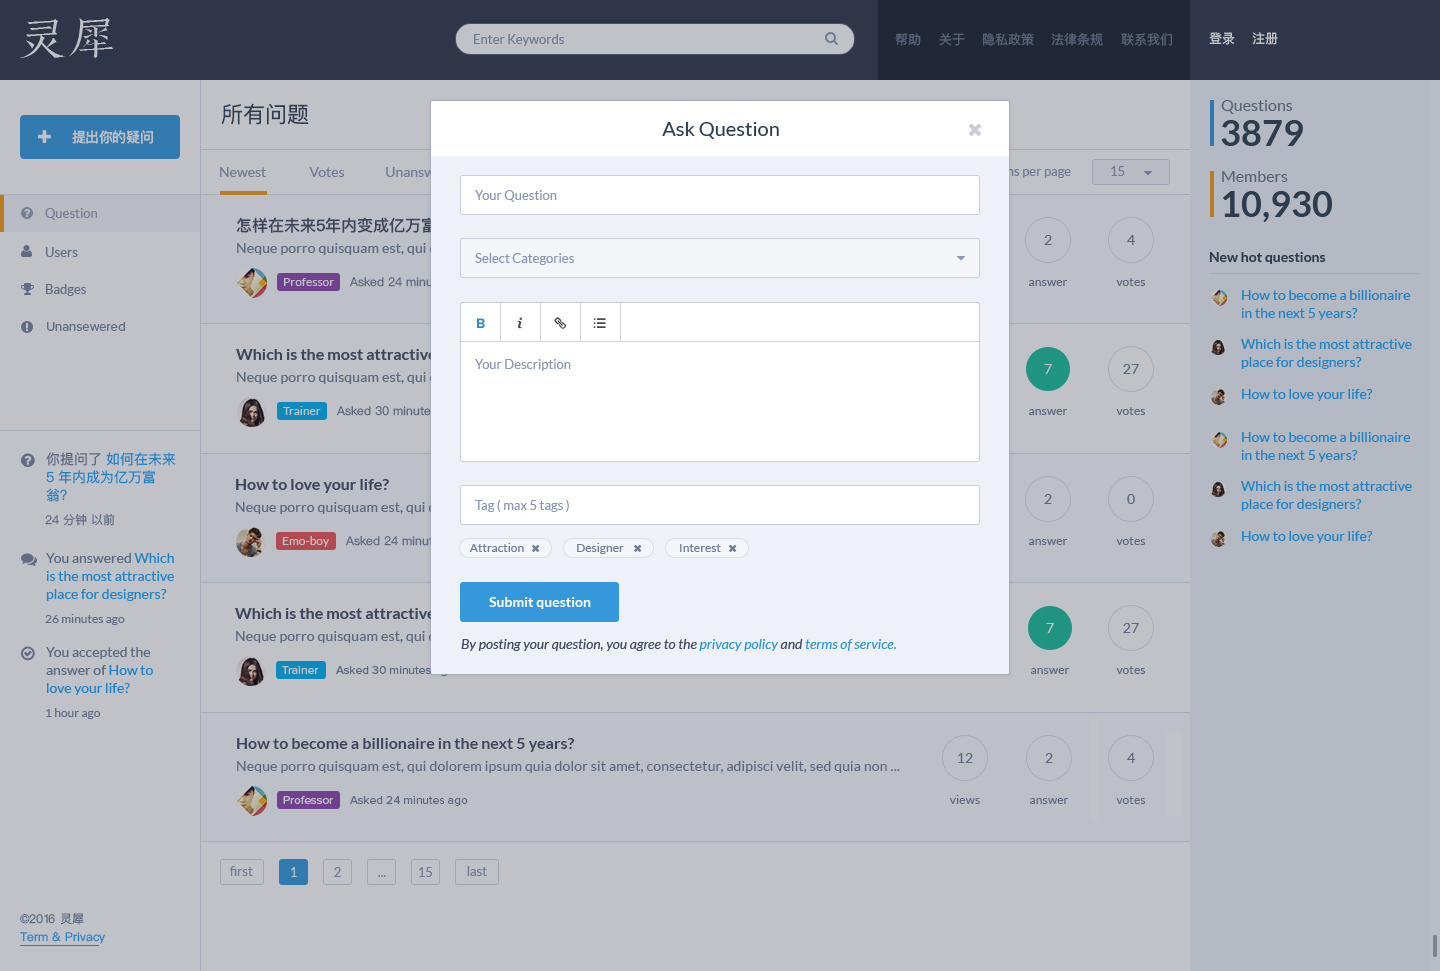 灵犀
Enter Keywords
帮助 关于 隐私政策 法律条规 联系我们
登录 注册
提出你的疑问
Question
Users
Badges
Unansewered
你提问了 如何在未来
5 年内成为亿万富
翁?
24 分钟 以前
You answered Which
is the most attractive
place for designers?
26 minutes ago
You accepted the
answer of How to
love your life?
1 hour ago
©2016 灵犀
Term & Privacy
所有问题
Newest Votes
per page 15
怎样在未来5年内变成亿万富
Neque porro quisquam est, qui
Professor Asked 24
2 4
answer votes
Which is the most attractive
Neque porro quisquam est, qui
Trainer Asked 30 minute
7 27
answer votes
How to love your life?
Neque porro quisquam est, qui
Emo-boy Asked 24
2 0
answer votes
Which is the most attractive
Neque porro quisquam est, qui
Trainer Asked 30 minutes
7 27
answer votes
How to become a billionaire in the next 5 years?
Neque porro quisquam est, qui dolorem ipsum quia dolor sit amet, consectetur, adipisci velit, sed quia non ...
Professor Asked 24 minutes ago
12 2 4
views answer votes
first 1 2 ... 15 last
Ask Question
Your Question
Select Categories
B i
Your Description
Tag ( max 5 tags )
Attraction Designer Interest
Submit question
By posting your question, you agree to the privacy policy and terms of service.
Questions
3879
Members
10,930
New hot questions
How to become a billionaire
in the next 5 years?
Which is the most attractive
place for designers?
How to love your life?
How to become a billionaire
in the next 5 years?
Which is the most attractive
place for designers?
How to love your life?